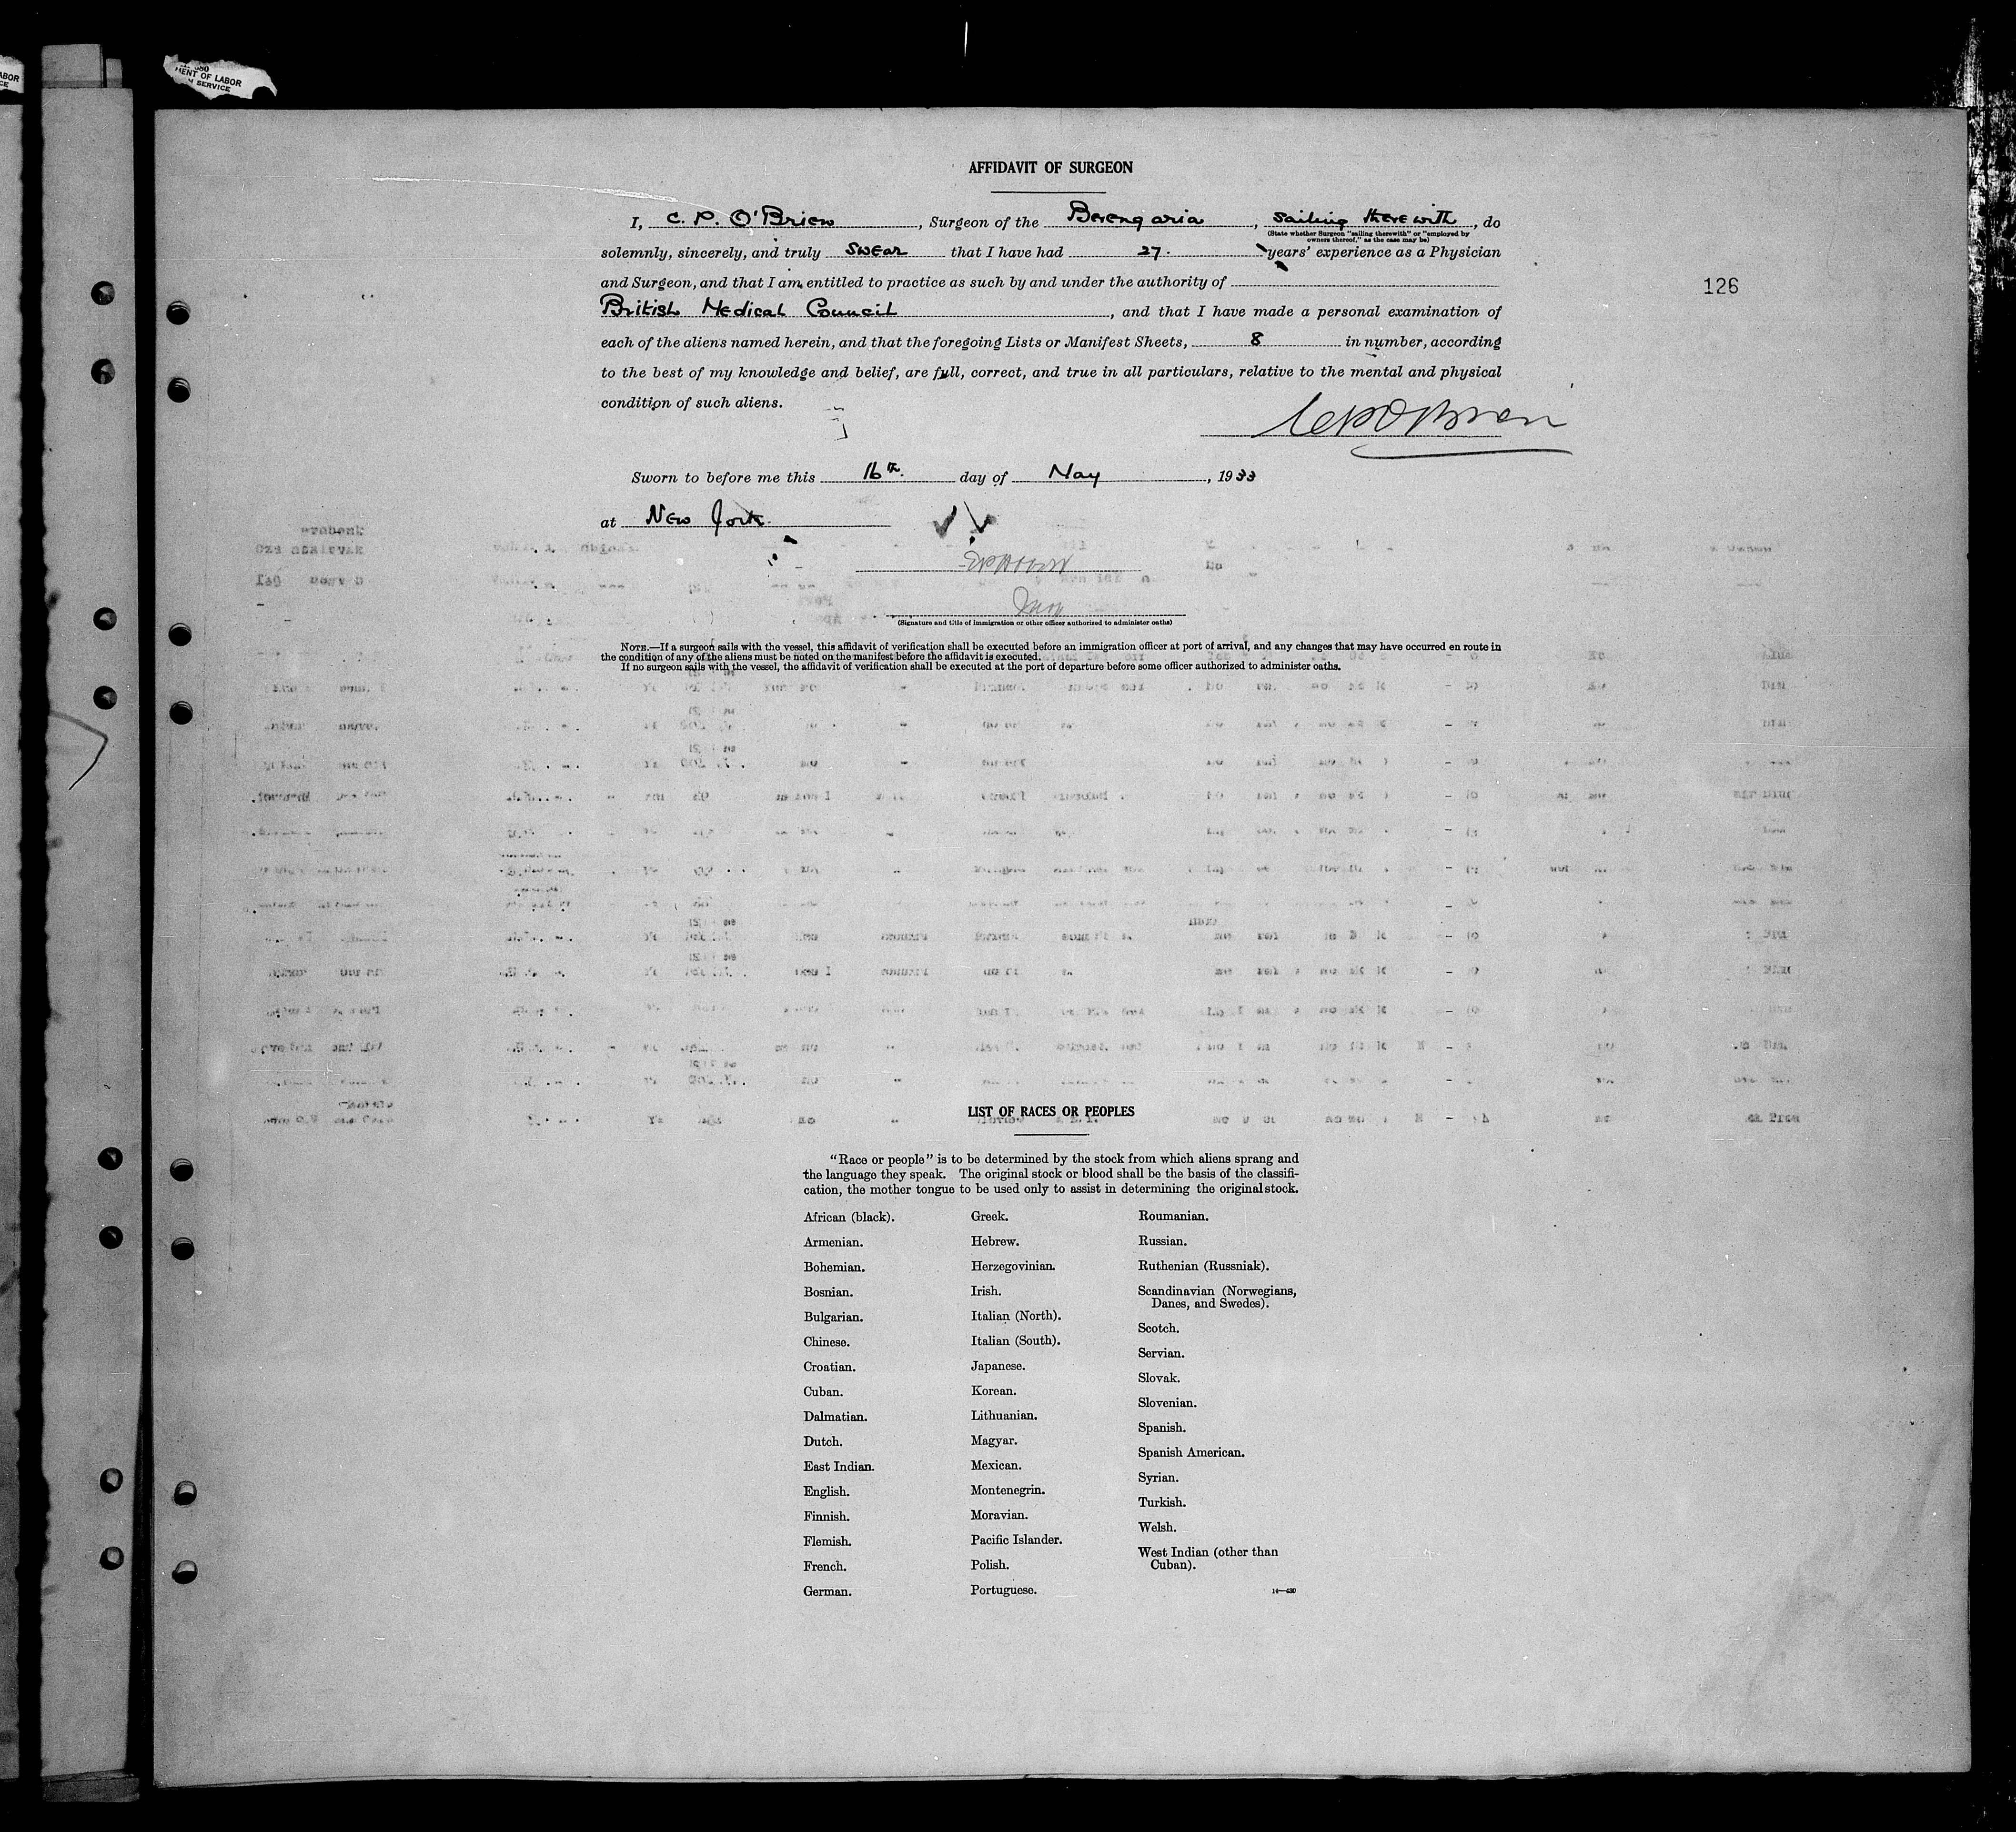 MENT OF LABOR
SERVICE
AFFIDAVIT OF SURGEON
I, C. P. O'Brien, Surgeon of the Berengaria, sailing therewith, do
(State whether Surgeon "sailing therewith" or "employed by
owners thereof," as the case may be)
solemnly, sincerely, and truly swear that I have had 27. years' experience as a Physician
and Surgeon, and that I am entitled to practice as such by and under the authority of
126
British Medical Council, and that I have made a personal examination of
each of the aliens named herein, and that the foregoing Lists or Manifest Sheets, 8 in number, according
to the best of my knowledge and belief, are full, correct, and true in all particulars, relative to the mental and physical
condition of such aliens.
CPO'Brien
Sworn to before me this 16th. day of May, 1933
at New York.
(Signature and title of immigration or other officer authorized to administer oaths)
NOTE.—If a surgeon sails with the vessel, this affidavit of verification shall be executed before an immigration officer at port of arrival, and any changes that may have occurred en route in
the condition of any of the aliens must be noted on the manifest before the affidavit is executed.
If no surgeon sails with the vessel, the affidavit of verification shall be executed at the port of departure before some officer authorized to administer oaths.
LIST OF RACES OR PEOPLES
"Race or people" is to be determined by the stock from which aliens sprang and
the language they speak. The original stock or blood shall be the basis of the classifi-
cation, the mother tongue to be used only to assist in determining the original stock.
African (black).
Armenian.
Bohemian.
Bosnian.
Bulgarian.
Chinese.
Croatian.
Cuban.
Dalmatian.
Dutch.
East Indian.
English.
Finnish.
Flemish.
French.
German.
Greek.
Hebrew.
Herzegovinian.
Irish.
Italian (North).
Italian (South).
Japanese.
Korean.
Lithuanian.
Magyar.
Mexican.
Montenegrin.
Moravian.
Pacific Islander.
Polish.
Portuguese.
Roumanian.
Russian.
Ruthenian (Russniak).
Scandinavian (Norwegians,
Danes, and Swedes).
Scotch.
Servian.
Slovak.
Slovenian.
Spanish.
Spanish American.
Syrian.
Turkish.
Welsh.
West Indian (other than
Cuban).